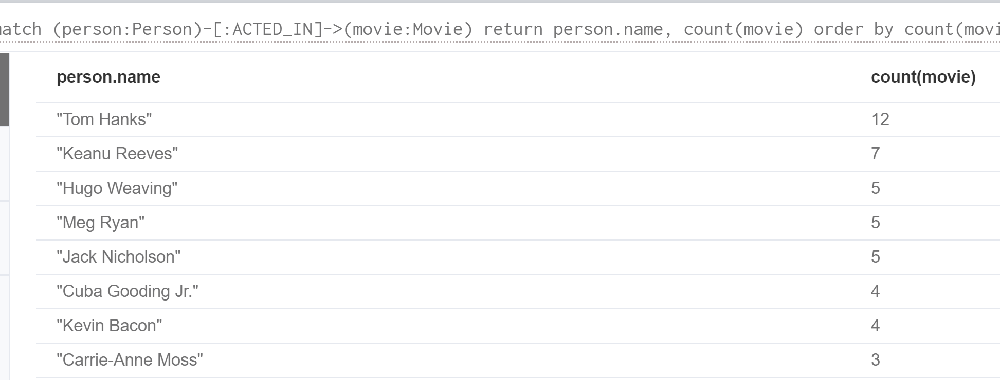 match (person:Person)-[:ACTED_IN]->(movie:Movie) return person.name, count(movie) order by count(movi
person.name count(movie)
"Tom Hanks" 12
"Keanu Reeves" 7
"Hugo Weaving" 5
"Meg Ryan" 5
"Jack Nicholson" 5
"Cuba Gooding Jr." 4
"Kevin Bacon" 4
"Carrie-Anne Moss" 3